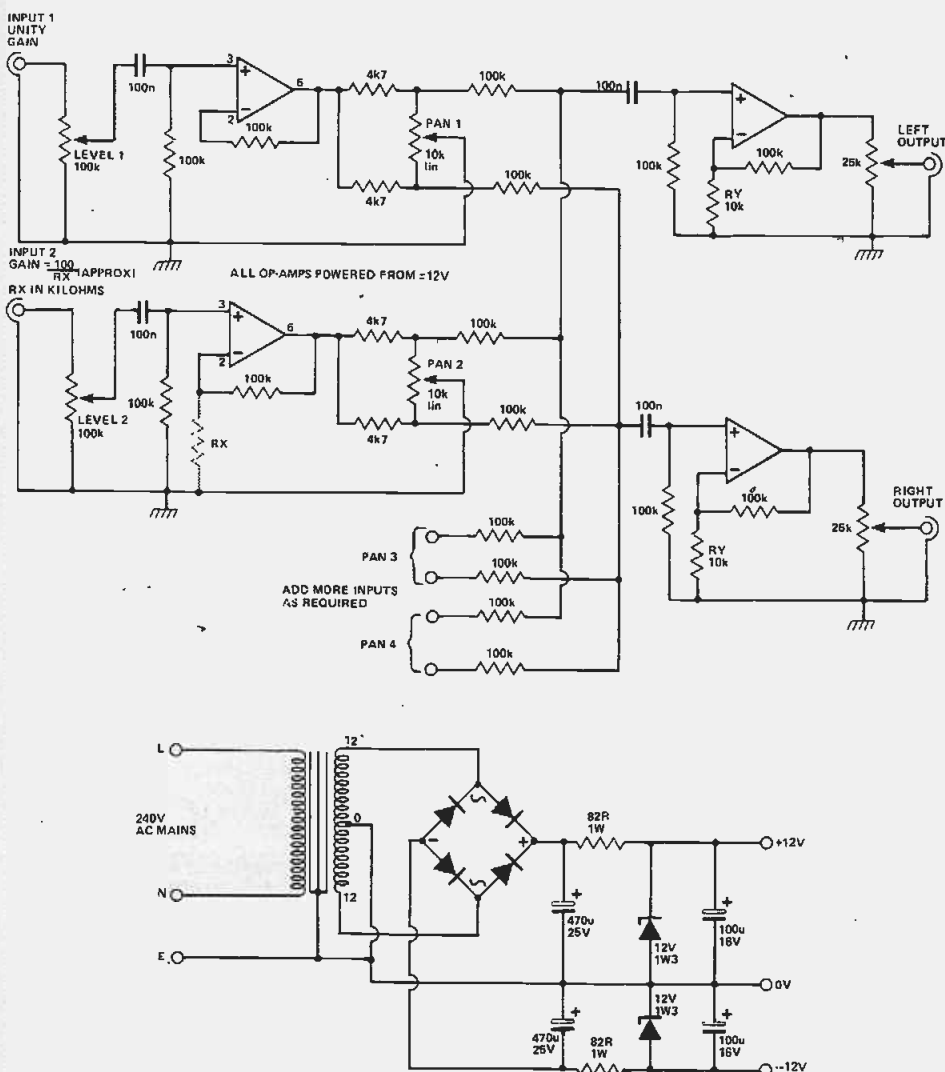 INPUT 1
UNITY
GAIN
100n
3
+
6
−
2
100k
LEVEL 1
100k
100k
4k7
100k
PAN 1
10k
lin
4k7
100k
100n
+
−
100k
100k
RY
10k
25k
LEFT
OUTPUT
INPUT 2
GAIN = 100
RX (APPROX)
RX IN KILOHMS
ALL OP-AMPS POWERED FROM ±12V
100n
3
+
6
−
2
100k
LEVEL 2
100k
100k
RX
4k7
100k
PAN 2
10k
lin
4k7
100k
100n
+
−
100k
100k
RY
10k
25k
RIGHT
OUTPUT
PAN 3
100k
100k
ADD MORE INPUTS
AS REQUIRED
PAN 4
100k
100k
L
240V
AC MAINS
N
E
12
0
12
−
+
82R
1W
+12V
+
470u
25V
12V
1W3
+
100u
16V
0V
+
470u
25V
12V
1W3
+
100u
16V
82R
1W
−12V